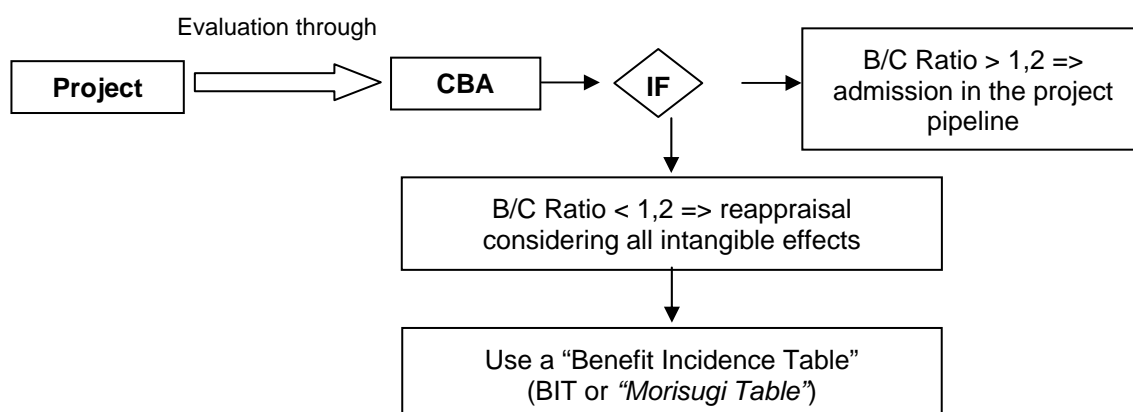 Evaluation through
Project
CBA
IF
B/C Ratio > 1,2 =>
admission in the project
pipeline
B/C Ratio < 1,2 => reappraisal
considering all intangible effects
Use a “Benefit Incidence Table”
(BIT or “Morisugi Table”)